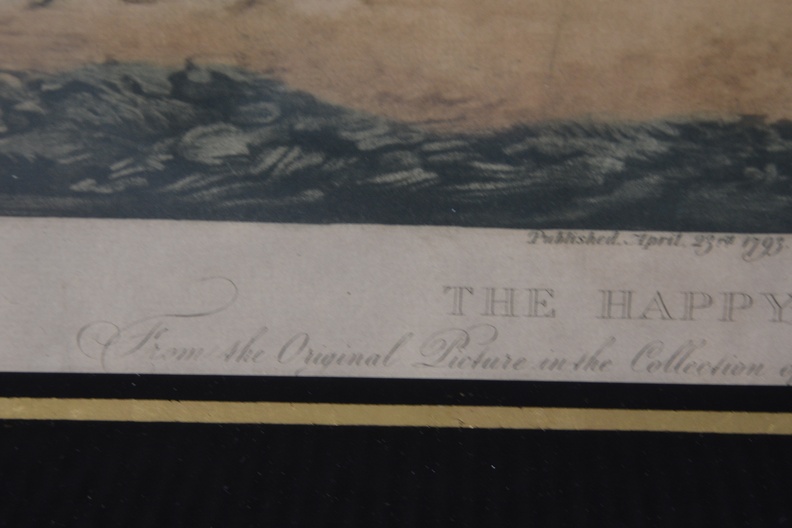 Published. April. 23rd 1793.
THE HAPPY
From the Original Picture in the Collection